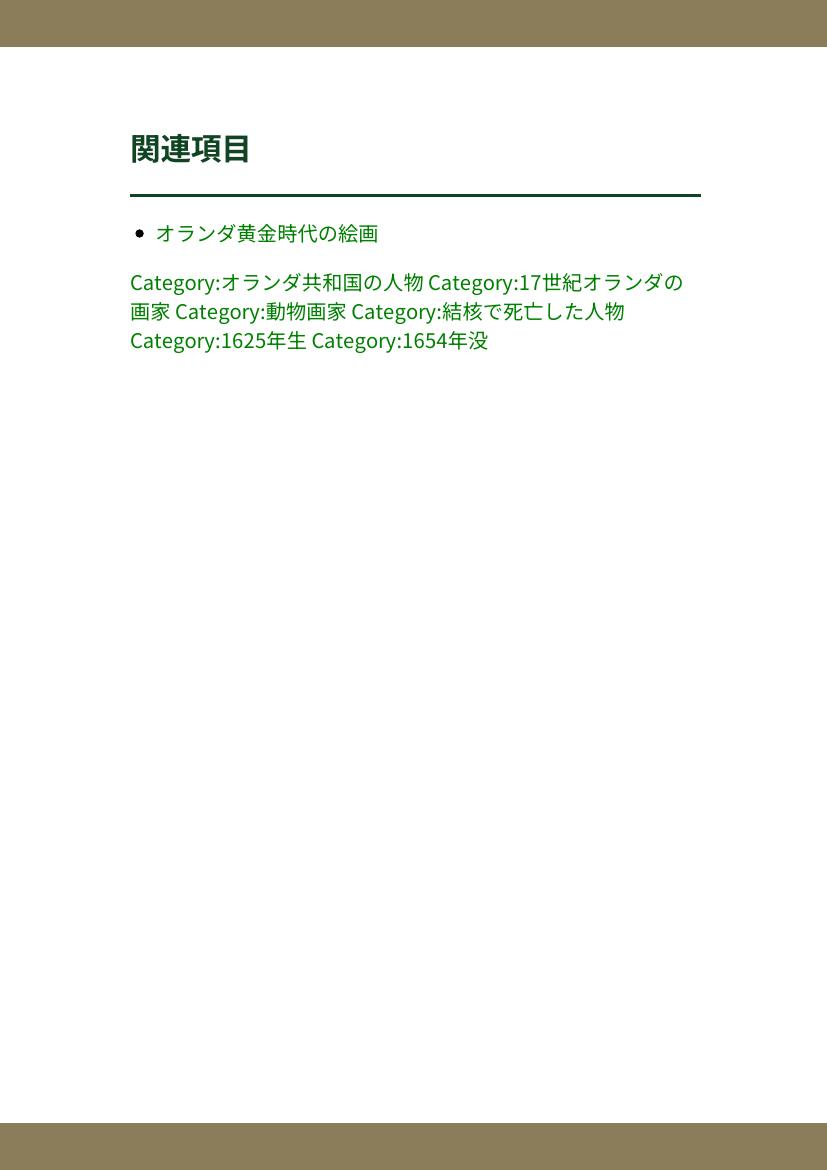 関連項目
オランダ黄金時代の絵画
Category:オランダ共和国の人物 Category:17世紀オランダの
画家 Category:動物画家 Category:結核で死亡した人物
Category:1625年生 Category:1654年没